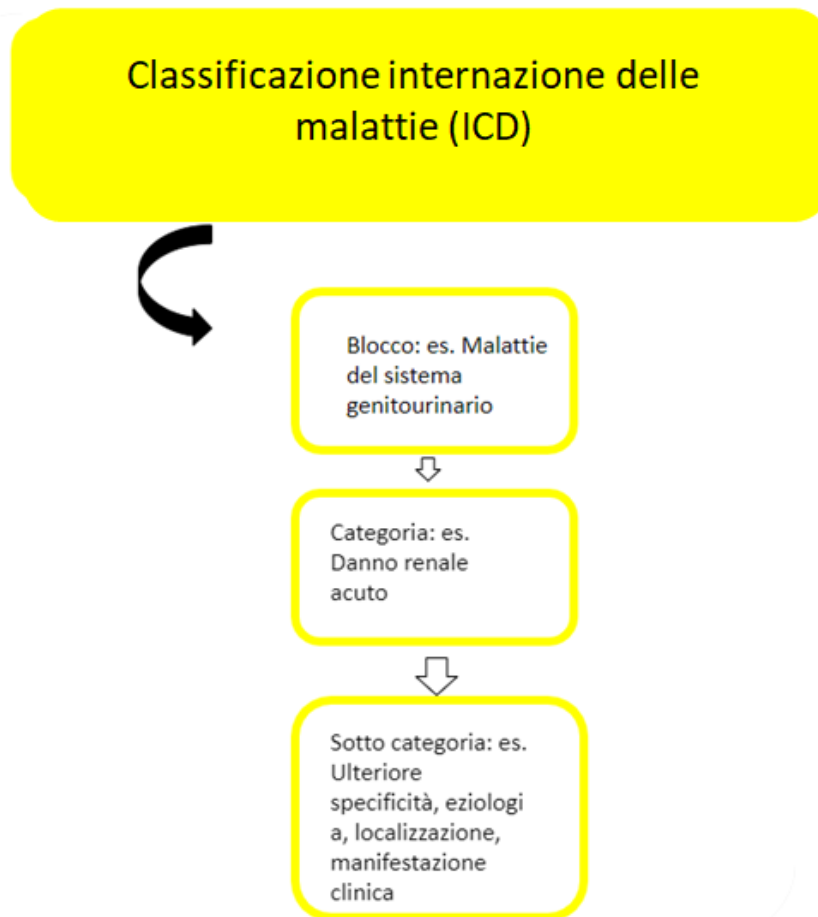 Classificazione internazione delle
malattie (ICD)
Blocco: es. Malattie
del sistema
genitourinario
Categoria: es.
Danno renale
acuto
Sotto categoria: es.
Ulteriore
specificità, eziologi
a, localizzazione,
manifestazione
clinica